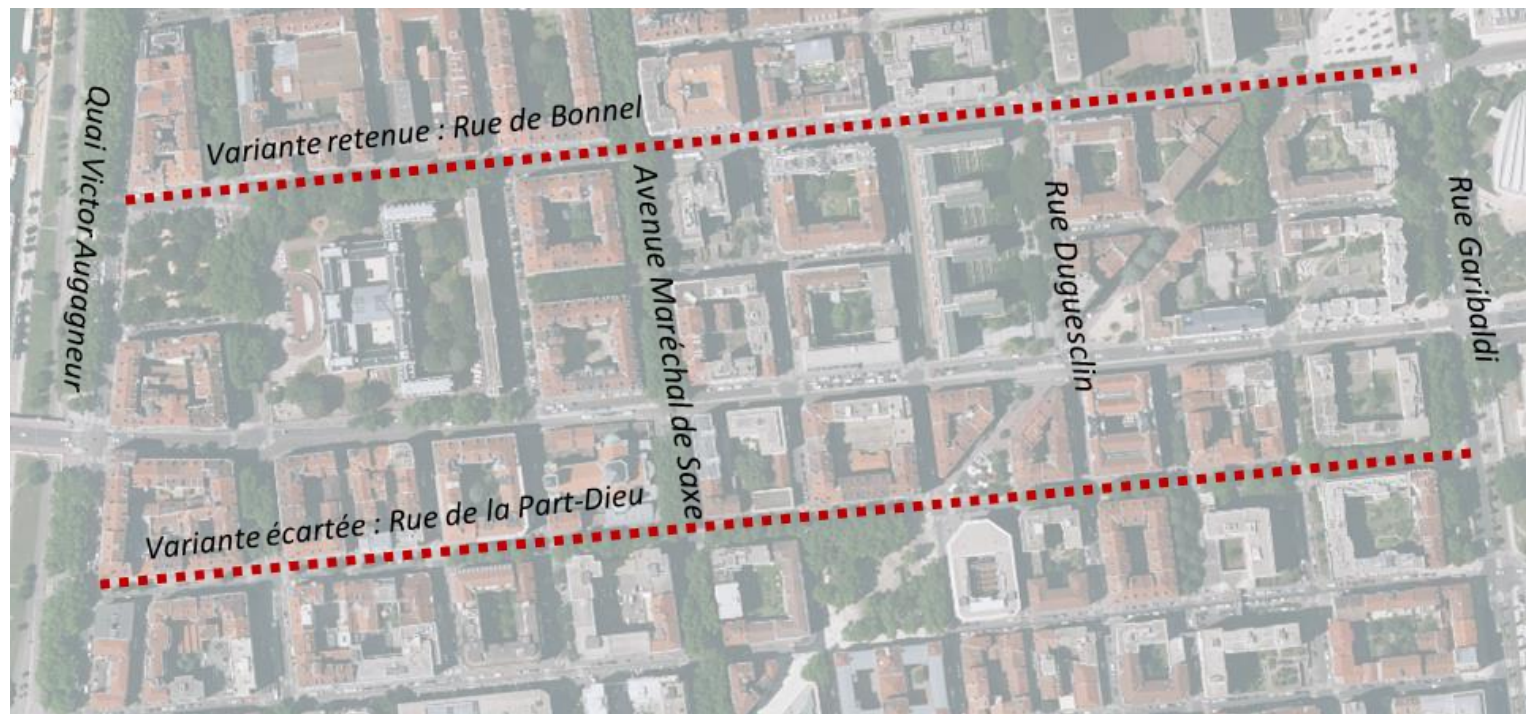 Quai Victor Augagneur
Variante retenue : Rue de Bonnel
Avenue Maréchal de Saxe
Rue Duguesclin
Rue Garibaldi
Variante écartée : Rue de la Part-Dieu